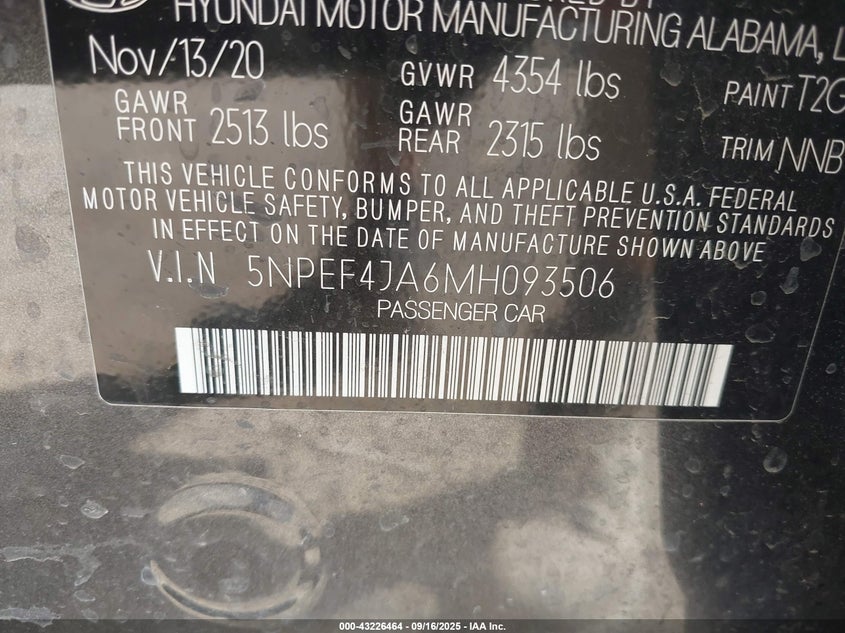 HYUNDAI MOTOR MANUFACTURING ALABAMA, L
Nov/13/20 GVWR 4354 lbs PAINT T2G
GAWR FRONT 2513 lbs GAWR REAR 2315 lbs TRIM NNB
THIS VEHICLE CONFORMS TO ALL APPLICABLE U.S.A. FEDERAL
MOTOR VEHICLE SAFETY, BUMPER, AND THEFT PREVENTION STANDARDS
IN EFFECT ON THE DATE OF MANUFACTURE SHOWN ABOVE
V.I.N 5NPEF4JA6MH093506
PASSENGER CAR
000-43226464 - 09/16/2025 - IAA Inc.